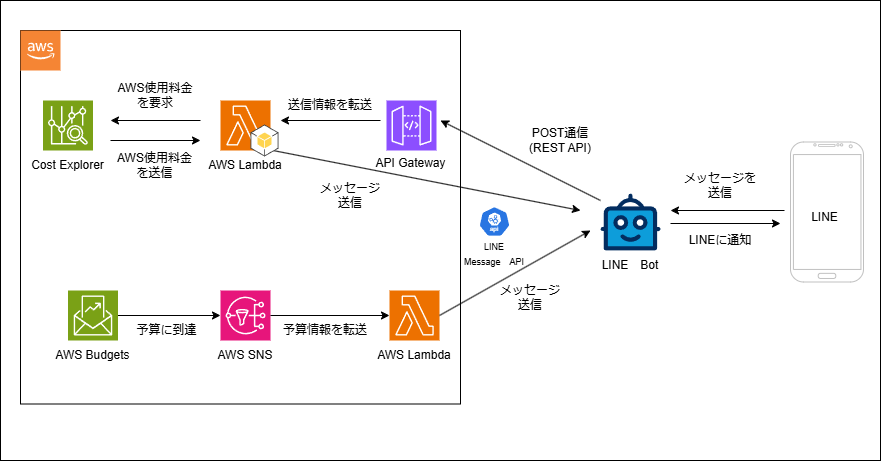 aws
AWS使用料金
を要求
送信情報を転送
Cost Explorer
AWS Lambda
API Gateway
POST通信
(REST API)
AWS使用料金
を送信
メッセージ
送信
メッセージを
送信
LINE
api
LINE
Message API
LINE Bot
LINEに通知
メッセージ
送信
予算に到達
予算情報を転送
AWS Budgets
AWS SNS
AWS Lambda